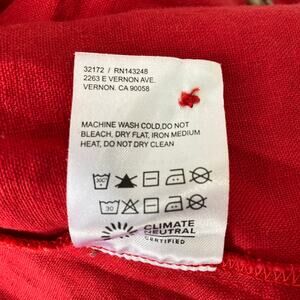 32172 / RN143248
2263 E VERNON AVE.
VERNON. CA 90058
MACHINE WASH COLD,DO NOT
BLEACH, DRY FLAT, IRON MEDIUM
HEAT, DO NOT DRY CLEAN
30
CLIMATE
NEUTRAL
CERTIFIED